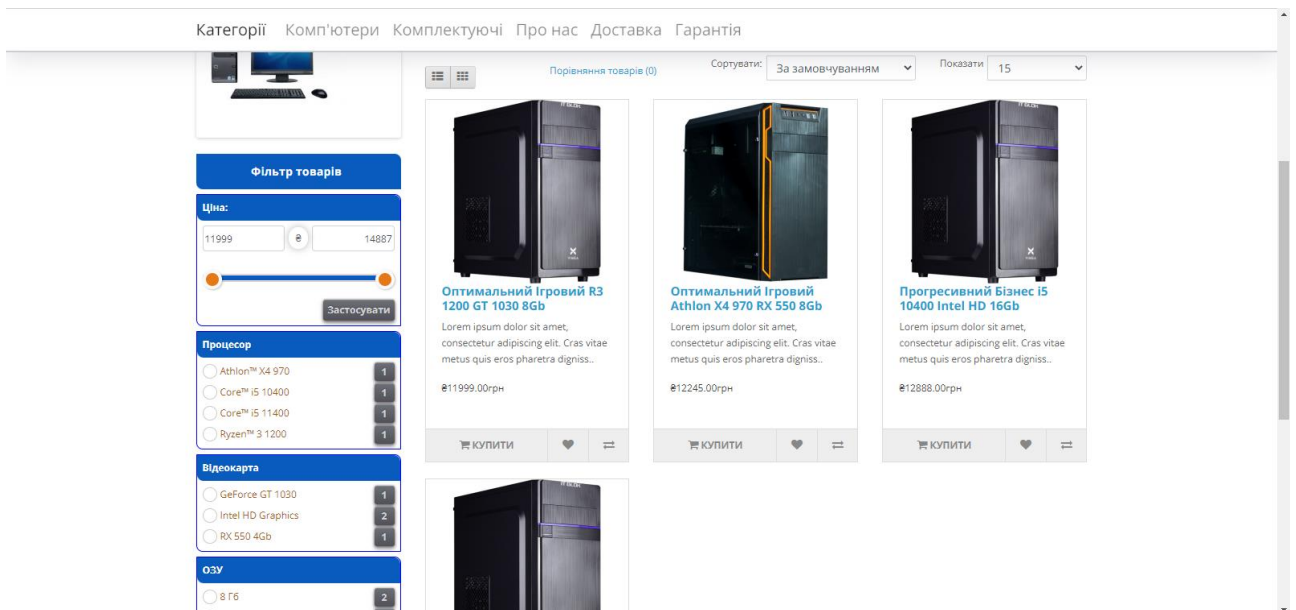 Категорії Комп'ютери Комплектуючі Про нас Доставка Гарантія
Порівняння товарів (0) Сортувати: За замовчуванням Показати 15
Фільтр товарів
Ціна:
11999 ₴ 14887
Застосувати
Процесор
Athlon™ X4 970 1
Core™ i5 10400 1
Core™ i5 11400 1
Ryzen™ 3 1200 1
Відеокарта
GeForce GT 1030 1
Intel HD Graphics 2
RX 550 4Gb 1
ОЗУ
8 Гб 2
Оптимальний Ігровий R3
1200 GT 1030 8Gb
Lorem ipsum dolor sit amet,
consectetur adipiscing elit. Cras vitae
metus quis eros pharetra digniss..
₴11999.00грн
КУПИТИ
Оптимальний Ігровий
Athlon X4 970 RX 550 8Gb
Lorem ipsum dolor sit amet,
consectetur adipiscing elit. Cras vitae
metus quis eros pharetra digniss..
₴12245.00грн
КУПИТИ
Прогресивний Бізнес i5
10400 Intel HD 16Gb
Lorem ipsum dolor sit amet,
consectetur adipiscing elit. Cras vitae
metus quis eros pharetra digniss..
₴12888.00грн
КУПИТИ